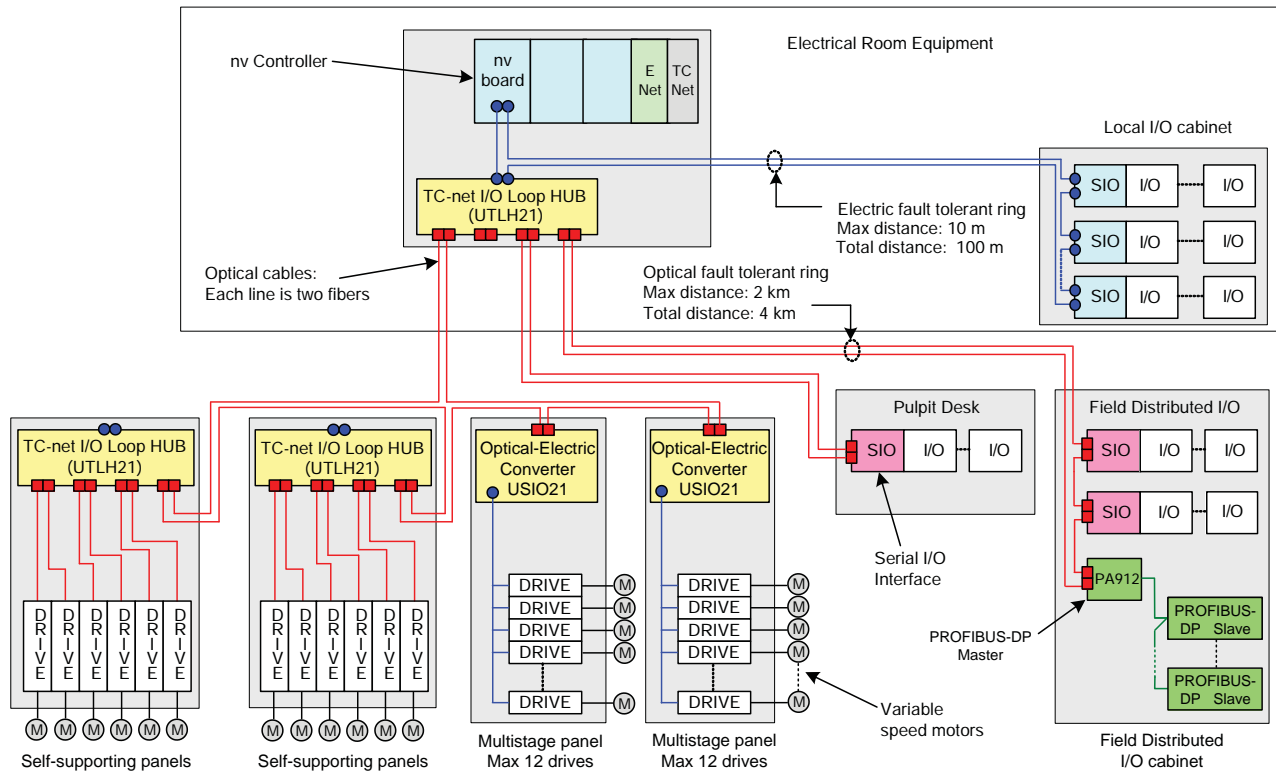 Electrical Room Equipment
nv Controller
nv
board
E
Net
TC
Net
Local I/O cabinet
SIO I/O I/O
SIO I/O I/O
SIO I/O I/O
TC-net I/O Loop HUB
(UTLH21)
Electric fault tolerant ring
Max distance: 10 m
Total distance: 100 m
Optical cables:
Each line is two fibers
Optical fault tolerant ring
Max distance: 2 km
Total distance: 4 km
TC-net I/O Loop HUB
(UTLH21)
DRIVE DRIVE DRIVE DRIVE DRIVE DRIVE
M M M M M M
Self-supporting panels
TC-net I/O Loop HUB
(UTLH21)
DRIVE DRIVE DRIVE DRIVE DRIVE DRIVE
M M M M M M
Self-supporting panels
Optical-Electric
Converter
USIO21
DRIVE M
DRIVE M
DRIVE M
DRIVE M
DRIVE M
Multistage panel
Max 12 drives
Optical-Electric
Converter
USIO21
DRIVE M
DRIVE M
DRIVE M
DRIVE M
DRIVE M
Multistage panel
Max 12 drives
Variable
speed motors
Pulpit Desk
SIO I/O I/O
Serial I/O
Interface
Field Distributed I/O
SIO I/O I/O
SIO I/O I/O
PA912
PROFIBUS-DP
Master
PROFIBUS-
DP Slave
PROFIBUS-
DP Slave
Field Distributed
I/O cabinet